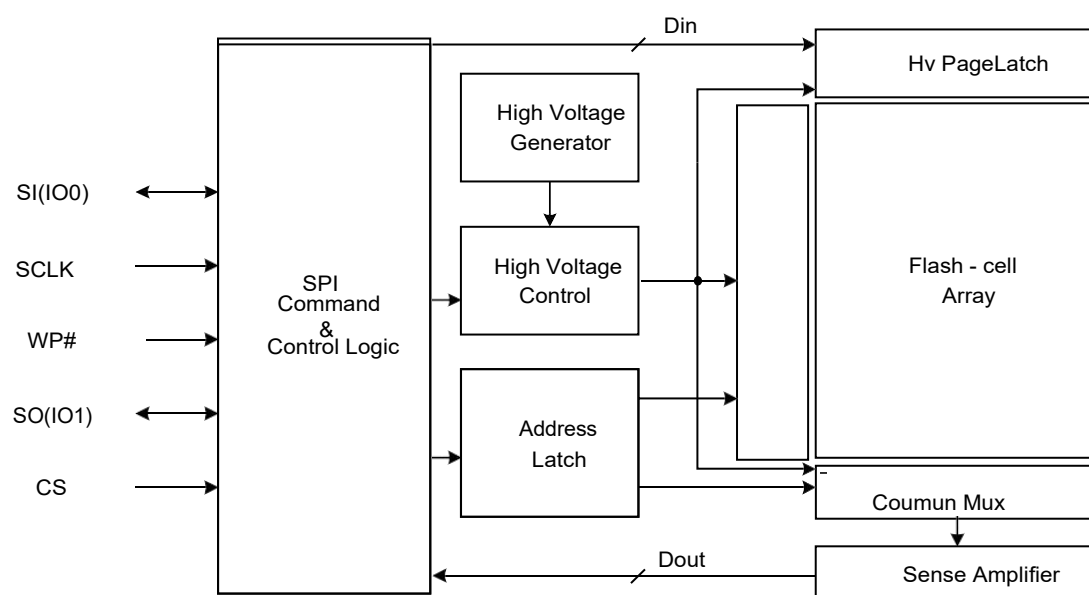 Din
Hv PageLatch
High Voltage
Generator
SI(IO0)
SCLK
High Voltage
Control
Flash - cell
Array
SPI
Command
&
Control Logic
WP#
SO(IO1)
Address
Latch
CS
Coumun Mux
Dout
Sense Amplifier